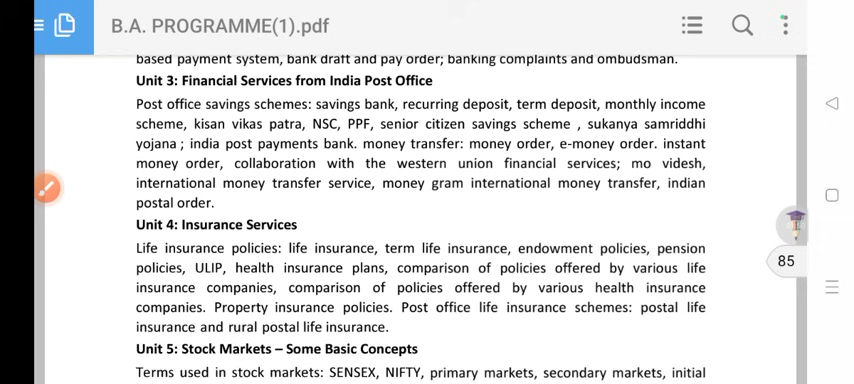 B.A. PROGRAMME(1).pdf
based payment system, bank draft and pay order; banking complaints and ombudsman.
Unit 3: Financial Services from India Post Office
Post office savings schemes: savings bank, recurring deposit, term deposit, monthly income
scheme, kisan vikas patra, NSC, PPF, senior citizen savings scheme , sukanya samriddhi
yojana ; india post payments bank. money transfer: money order, e-money order. instant
money order, collaboration with the western union financial services; mo videsh,
international money transfer service, money gram international money transfer, indian
postal order.
Unit 4: Insurance Services
Life insurance policies: life insurance, term life insurance, endowment policies, pension
policies, ULIP, health insurance plans, comparison of policies offered by various life
insurance companies, comparison of policies offered by various health insurance
companies. Property insurance policies. Post office life insurance schemes: postal life
insurance and rural postal life insurance.
85
Unit 5: Stock Markets – Some Basic Concepts
Terms used in stock markets: SENSEX, NIFTY, primary markets, secondary markets, initial